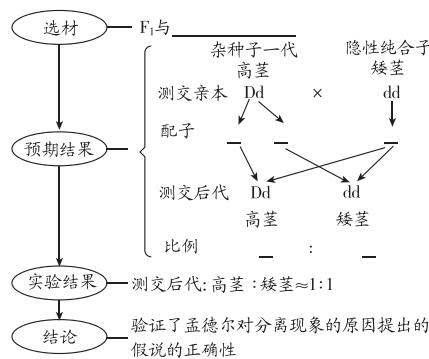 选材
F₁与
杂种子一代 隐性纯合子
高茎 矮茎
测交亲本 Dd × dd
配子
预期结果
测交后代 Dd dd
高茎 矮茎
比例 :
实验结果 测交后代:高茎:矮茎≈1:1
结论 验证了孟德尔对分离现象的原因提出的
假说的正确性